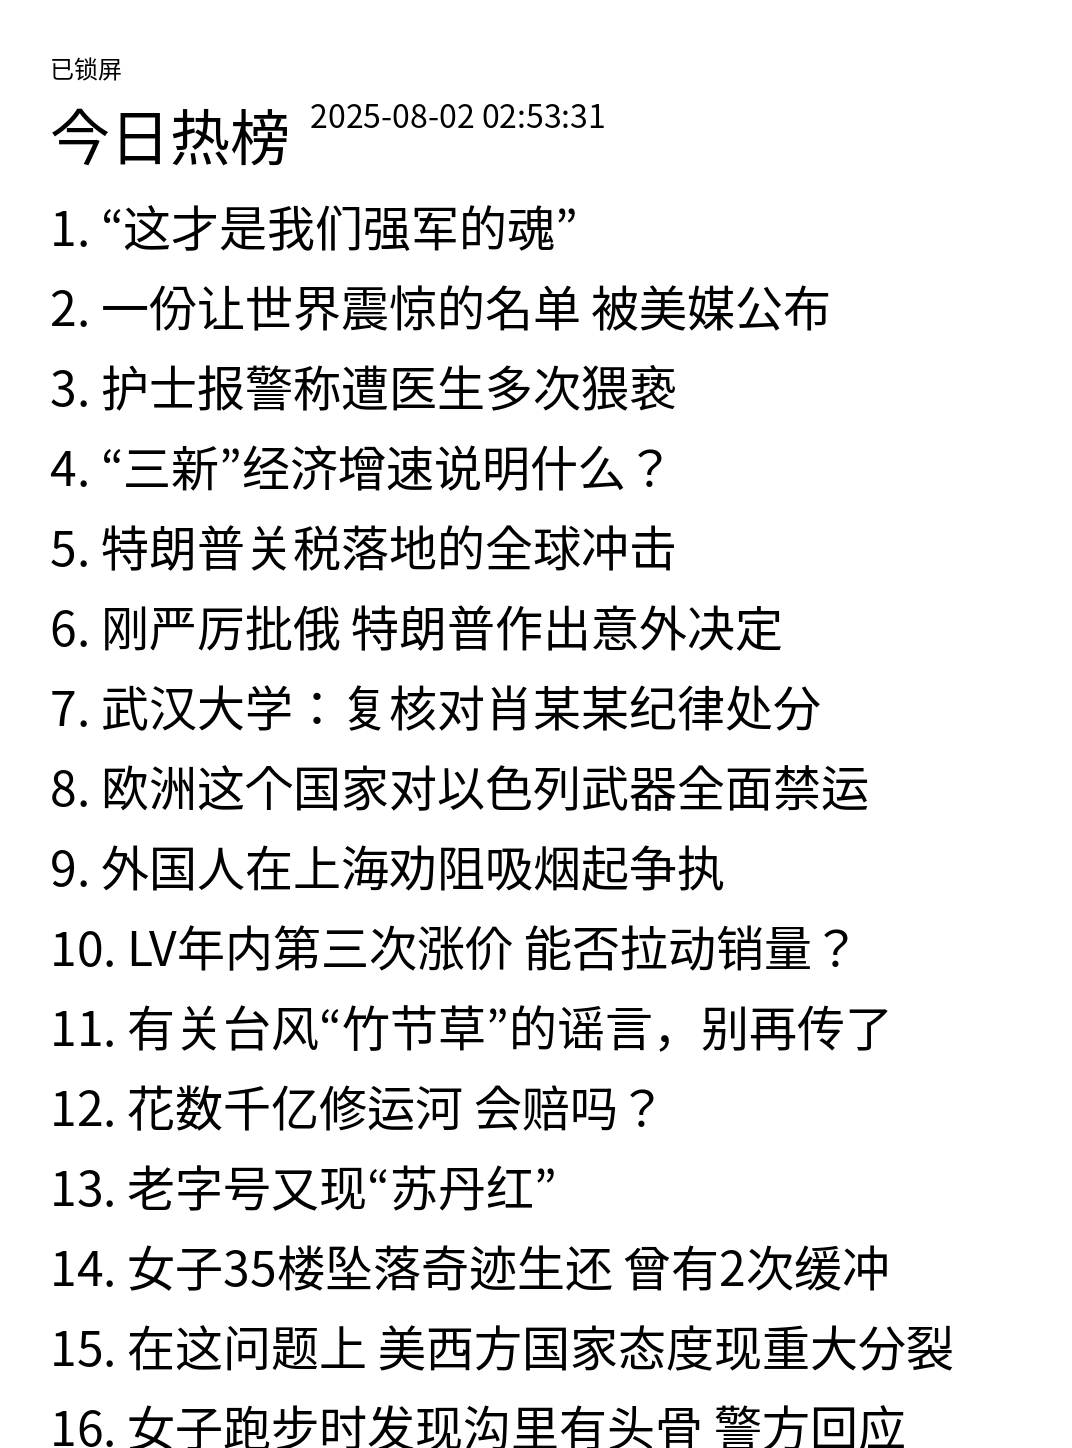 已锁屏
今日热榜 2025-08-02 02:53:31
1. “这才是我们强军的魂”
2. 一份让世界震惊的名单 被美媒公布
3. 护士报警称遭医生多次猥亵
4. “三新”经济增速说明什么？
5. 特朗普关税落地的全球冲击
6. 刚严厉批俄 特朗普作出意外决定
7. 武汉大学：复核对肖某某纪律处分
8. 欧洲这个国家对以色列武器全面禁运
9. 外国人在上海劝阻吸烟起争执
10. LV年内第三次涨价 能否拉动销量？
11. 有关台风“竹节草”的谣言，别再传了
12. 花数千亿修运河 会赔吗？
13. 老字号又现“苏丹红”
14. 女子35楼坠落奇迹生还 曾有2次缓冲
15. 在这问题上 美西方国家态度现重大分裂
16. 女子跑步时发现沟里有头骨 警方回应